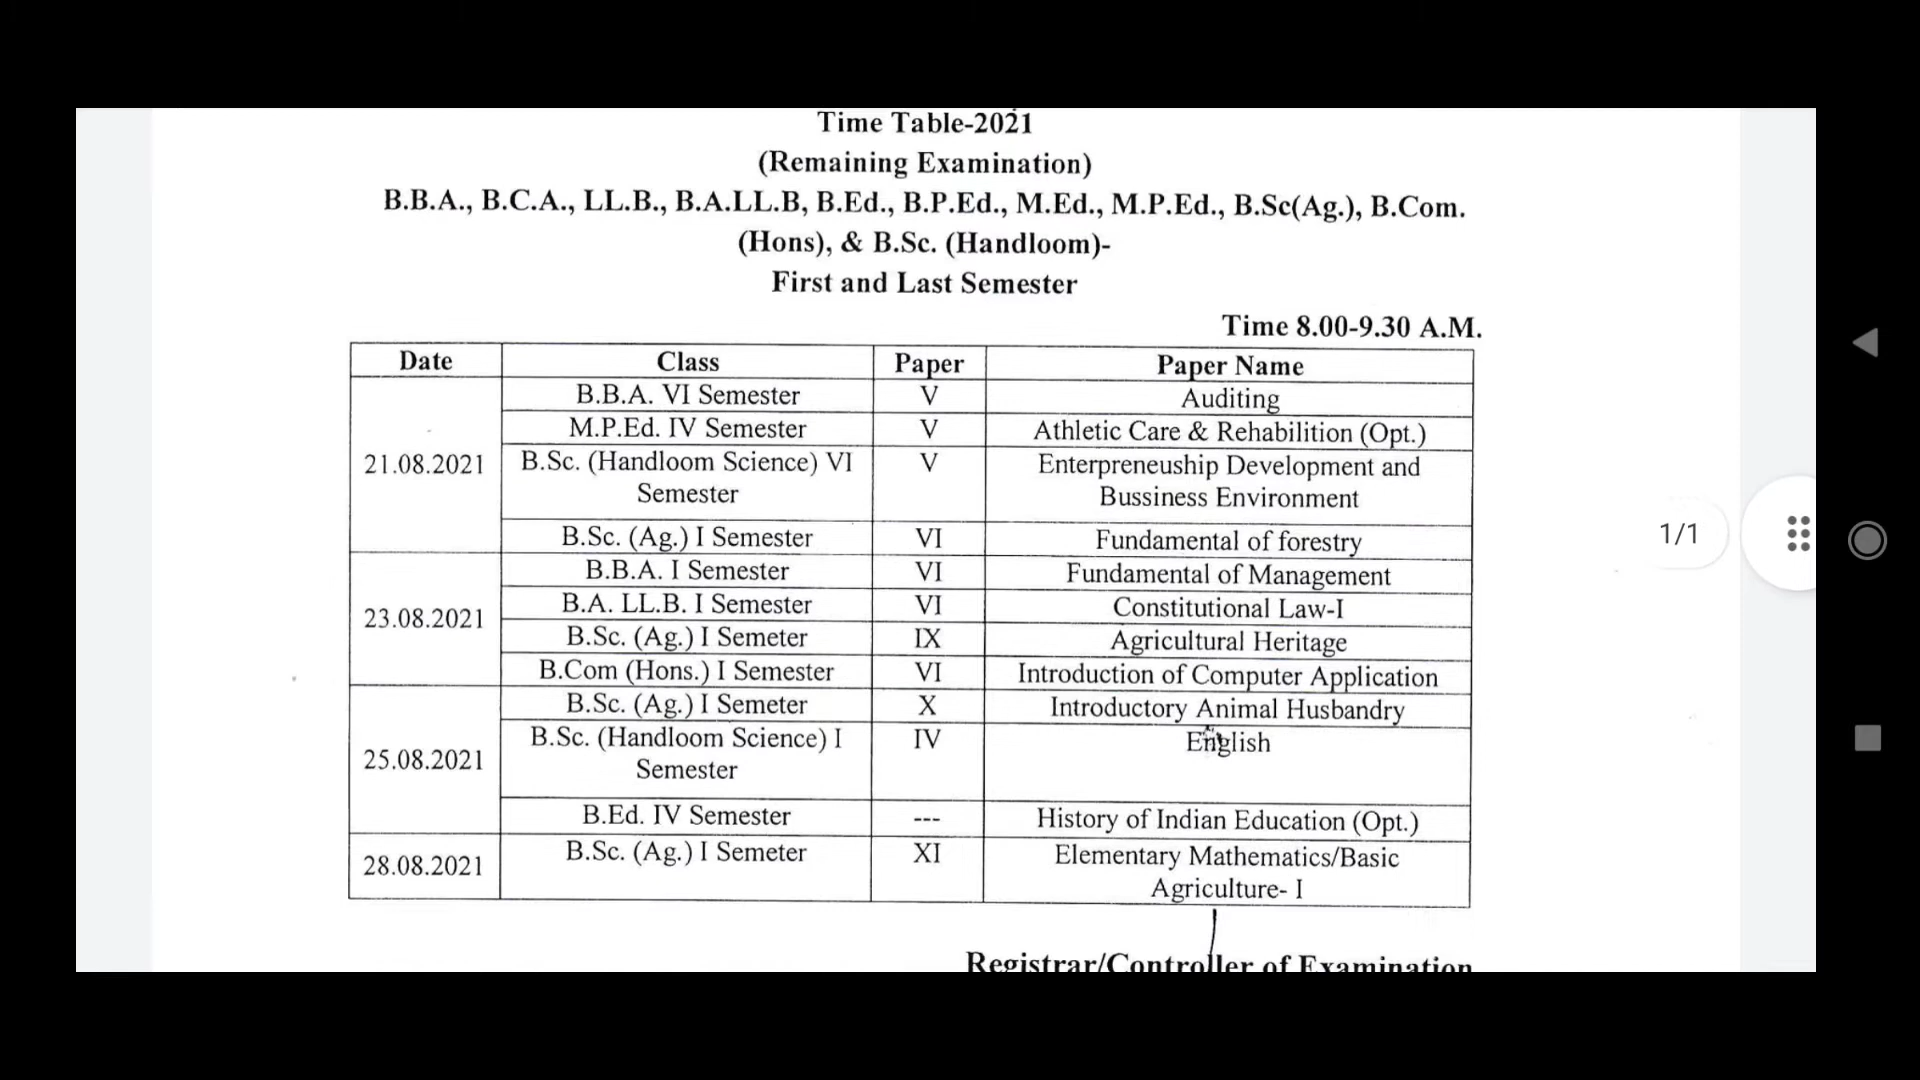 Time Table-2021
(Remaining Examination)
B.B.A., B.C.A., LL.B., B.A.LL.B, B.Ed., B.P.Ed., M.Ed., M.P.Ed., B.Sc(Ag.), B.Com.
(Hons), & B.Sc. (Handloom)-
First and Last Semester
Time 8.00-9.30 A.M.
Date Class Paper Paper Name
21.08.2021
B.B.A. VI Semester V Auditing
M.P.Ed. IV Semester V Athletic Care & Rehabilition (Opt.)
B.Sc. (Handloom Science) VI V Enterpreneuship Development and
Semester Bussiness Environment
B.Sc. (Ag.) I Semester VI Fundamental of forestry
23.08.2021
B.B.A. I Semester VI Fundamental of Management
B.A. LL.B. I Semester VI Constitutional Law-I
B.Sc. (Ag.) I Semeter IX Agricultural Heritage
B.Com (Hons.) I Semester VI Introduction of Computer Application
25.08.2021
B.Sc. (Ag.) I Semeter X Introductory Animal Husbandry
B.Sc. (Handloom Science) I IV English
Semester
B.Ed. IV Semester --- History of Indian Education (Opt.)
28.08.2021
B.Sc. (Ag.) I Semeter XI Elementary Mathematics/Basic
Agriculture- I
Registrar/Controller of Examination
1/1